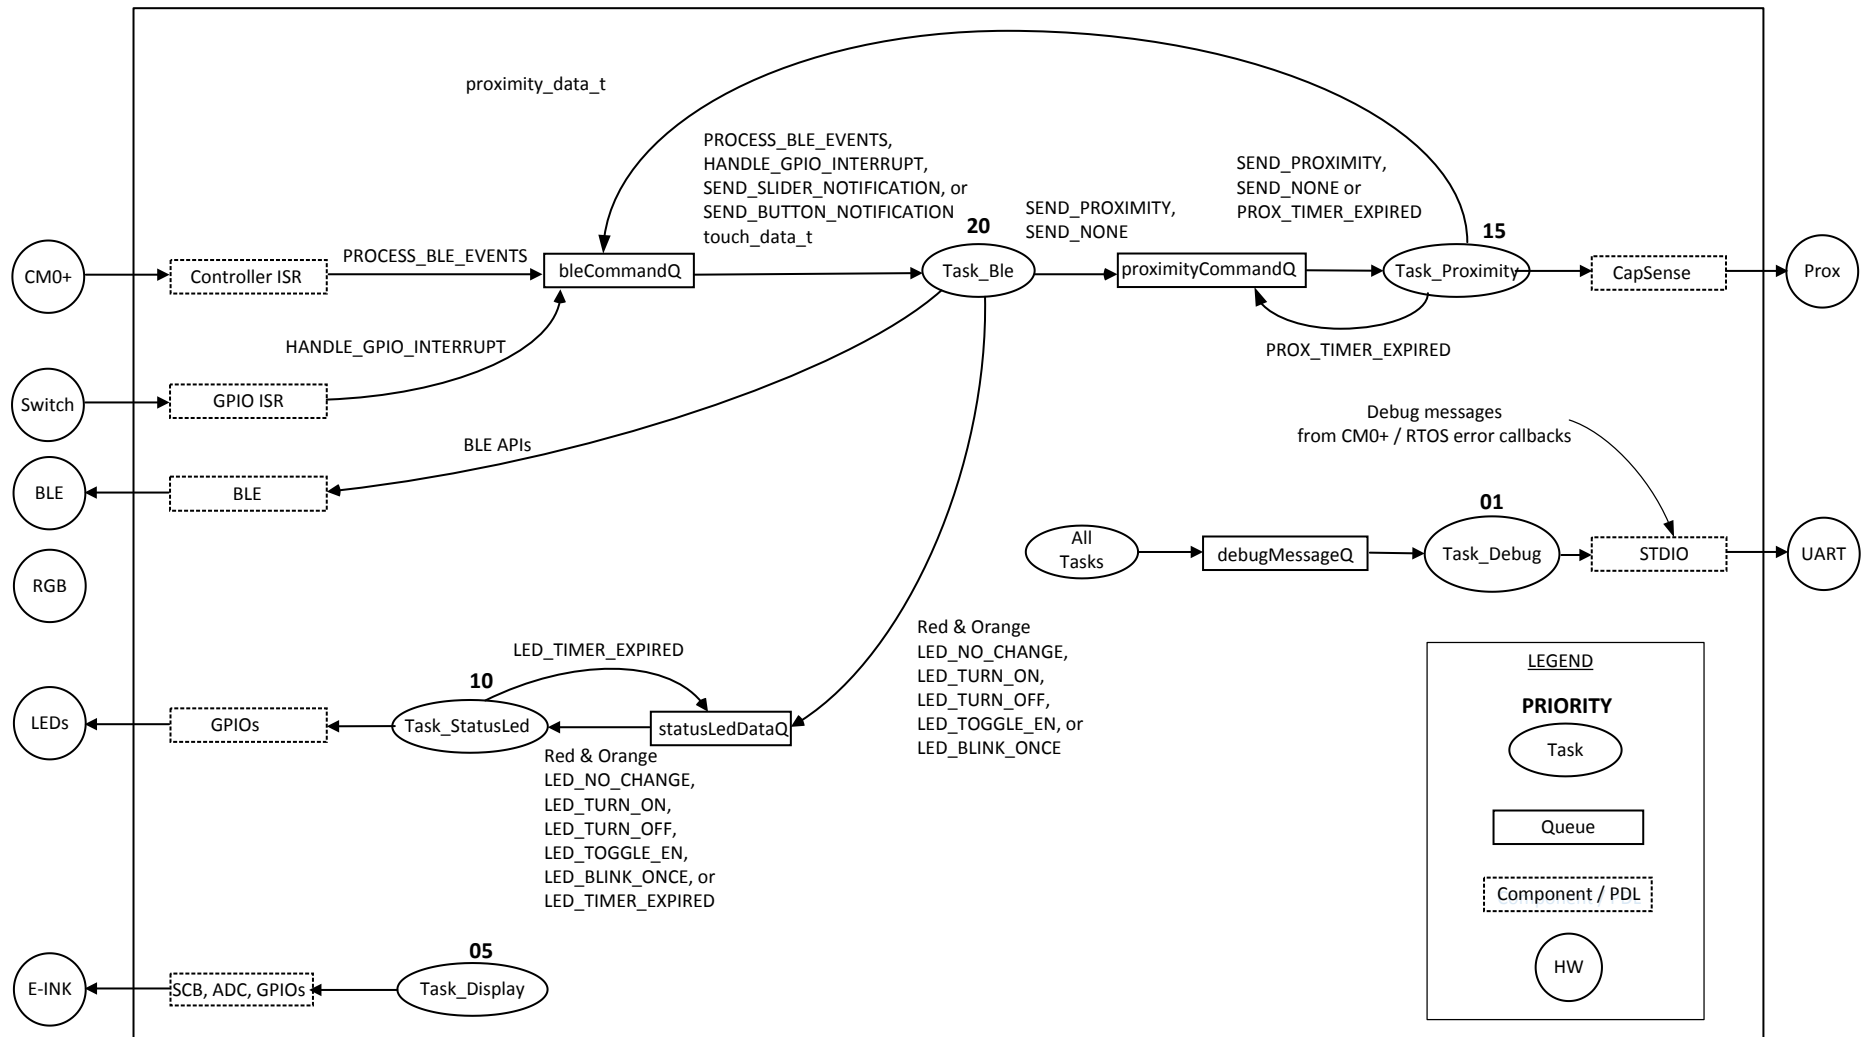 proximity_data_t
PROCESS_BLE_EVENTS,
HANDLE_GPIO_INTERRUPT,
SEND_SLIDER_NOTIFICATION, or
SEND_BUTTON_NOTIFICATION
touch_data_t
SEND_PROXIMITY,
SEND_NONE or
PROX_TIMER_EXPIRED
SEND_PROXIMITY,
SEND_NONE
20
15
CM0+
Controller ISR
PROCESS_BLE_EVENTS
bleCommandQ
Task_Ble
proximityCommandQ
Task_Proximity
CapSense
Prox
HANDLE_GPIO_INTERRUPT
PROX_TIMER_EXPIRED
Switch
GPIO ISR
Debug messages
from CM0+ / RTOS error callbacks
BLE APIs
BLE
BLE
01
All
Tasks
debugMessageQ
Task_Debug
STDIO
UART
RGB
Red & Orange
LED_NO_CHANGE,
LED_TURN_ON,
LED_TURN_OFF,
LED_TOGGLE_EN, or
LED_BLINK_ONCE
LED_TIMER_EXPIRED
10
LEDs
GPIOs
Task_StatusLed
statusLedDataQ
Red & Orange
LED_NO_CHANGE,
LED_TURN_ON,
LED_TURN_OFF,
LED_TOGGLE_EN,
LED_BLINK_ONCE, or
LED_TIMER_EXPIRED
LEGEND
PRIORITY
Task
Queue
Component / PDL
HW
05
E-INK
SCB, ADC, GPIOs
Task_Display